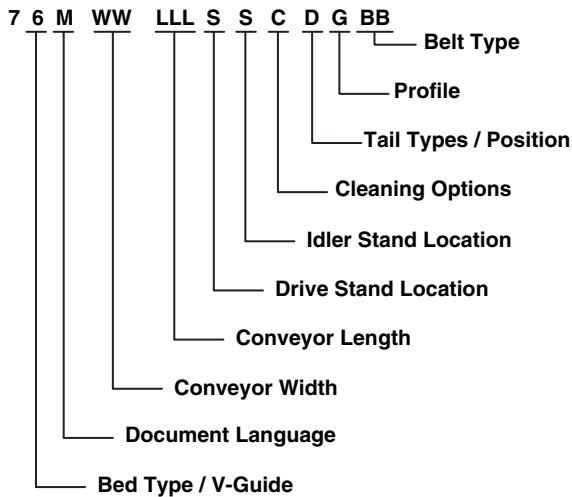 7 6 M WW LLL S S C D G BB
Belt Type
Profile
Tail Types / Position
Cleaning Options
Idler Stand Location
Drive Stand Location
Conveyor Length
Conveyor Width
Document Language
Bed Type / V-Guide